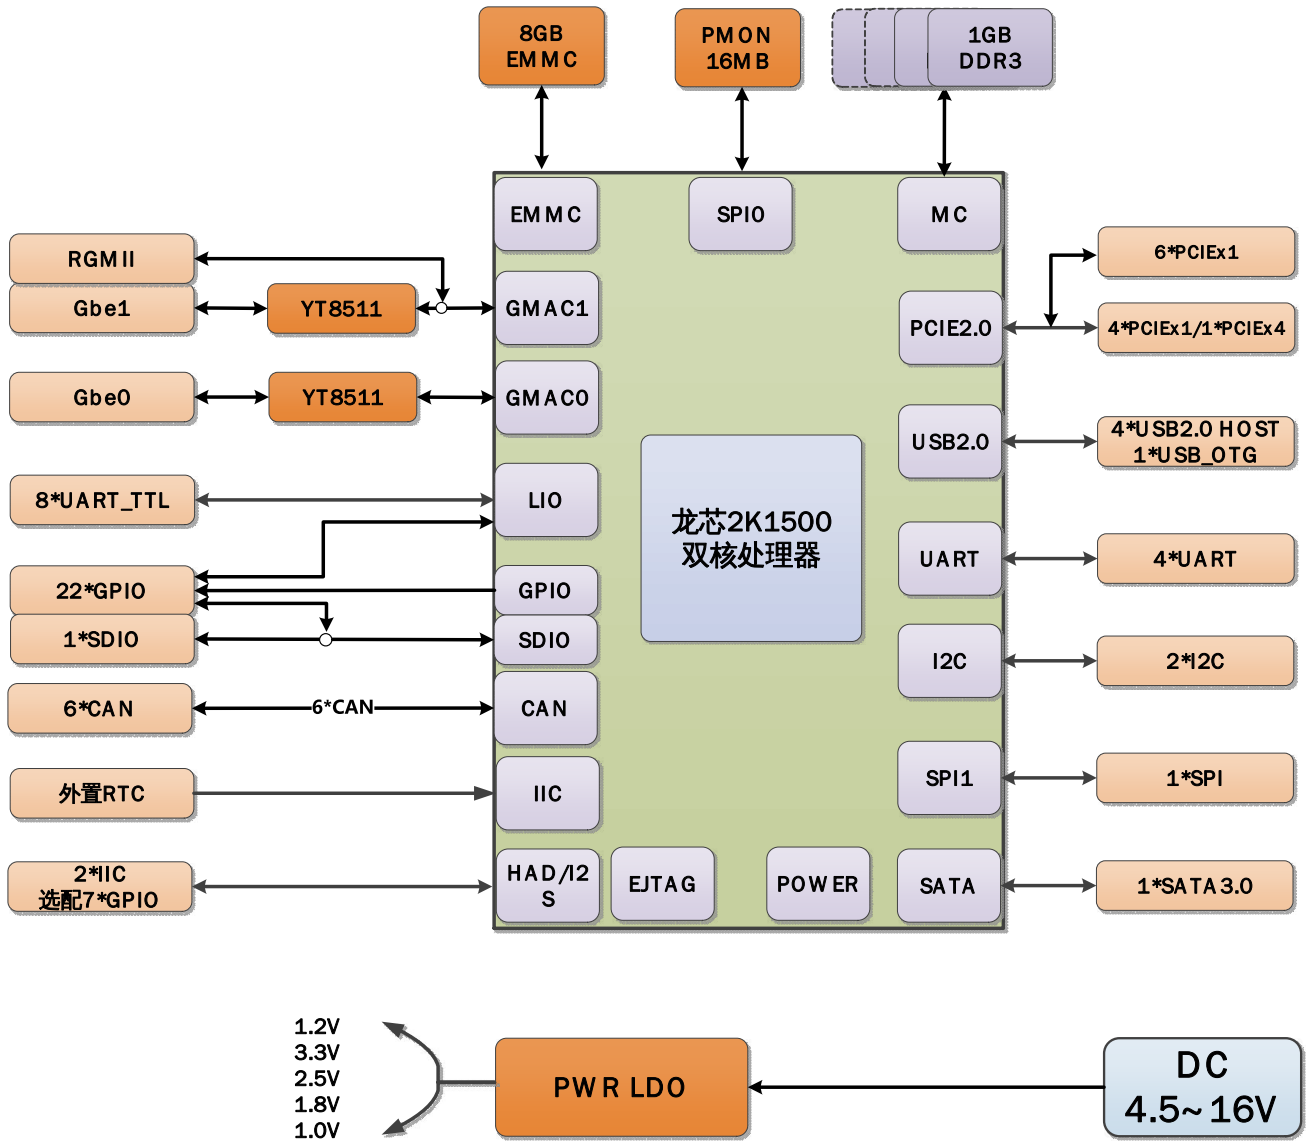 8GB
EMMC
PMON
16MB
1GB
DDR3
EMMC
SPI0
MC
RGMII
Gbe1
YT8511
GMAC1
PCIE2.0
6*PCIEx1
4*PCIEx1/1*PCIEx4
Gbe0
YT8511
GMAC0
USB2.0
4*USB2.0 HOST
1*USB_OTG
8*UART_TTL
LIO
龙芯2K1500
双核处理器
UART
4*UART
22*GPIO
GPIO
1*SDIO
SDIO
I2C
2*I2C
6*CAN
6*CAN
CAN
外置RTC
IIC
SPI1
1*SPI
2*IIC
选配7*GPIO
HAD/I2
S
EJTAG
POWER
SATA
1*SATA3.0
1.2V
3.3V
2.5V
1.8V
1.0V
PWR LDO
DC
4.5~16V